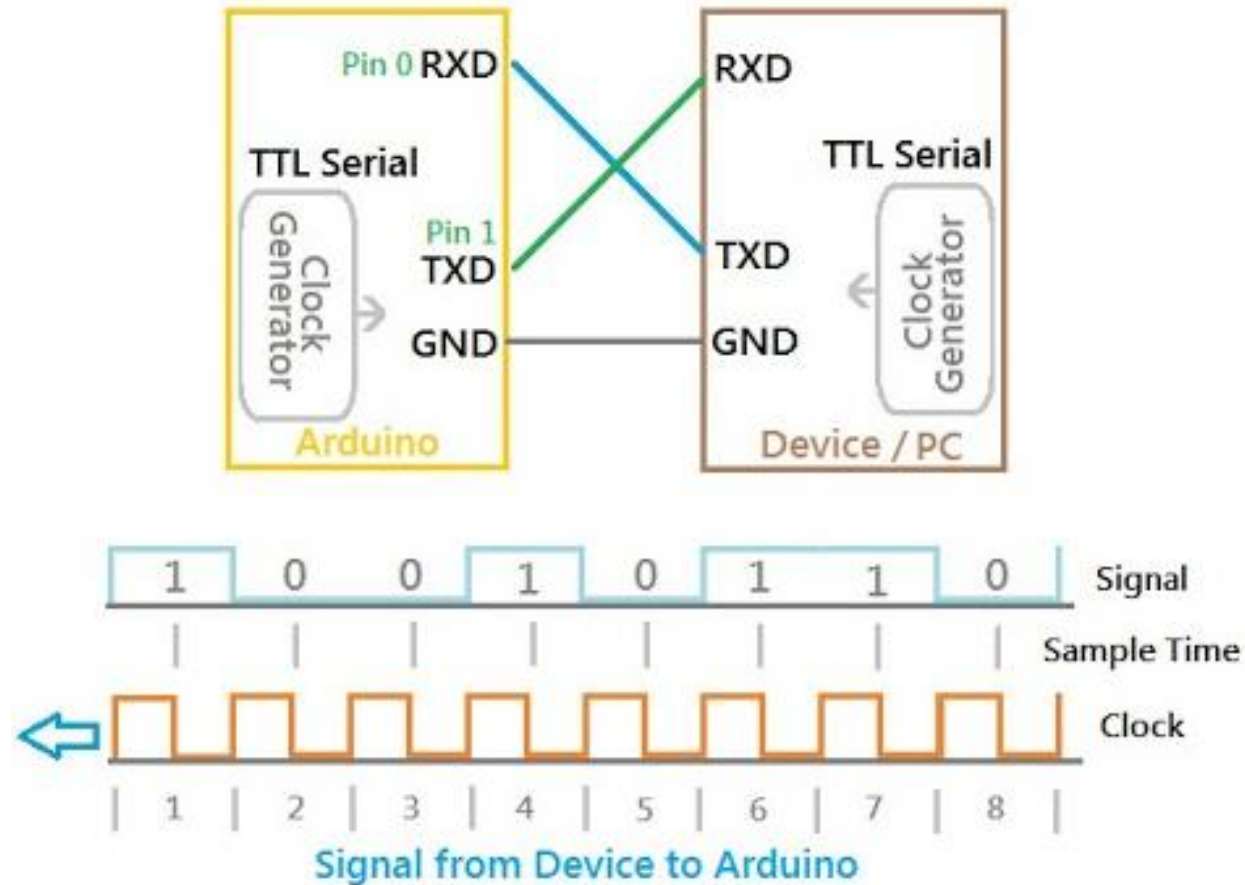 Pin 0 RXD
RXD
TTL Serial
TTL Serial
Clock
Generator
Clock
Generator
Pin 1
TXD
TXD
GND
GND
Arduino
Device / PC
1 0 0 1 0 1 1 0 Signal
Sample Time
Clock
1 2 3 4 5 6 7 8
Signal from Device to Arduino